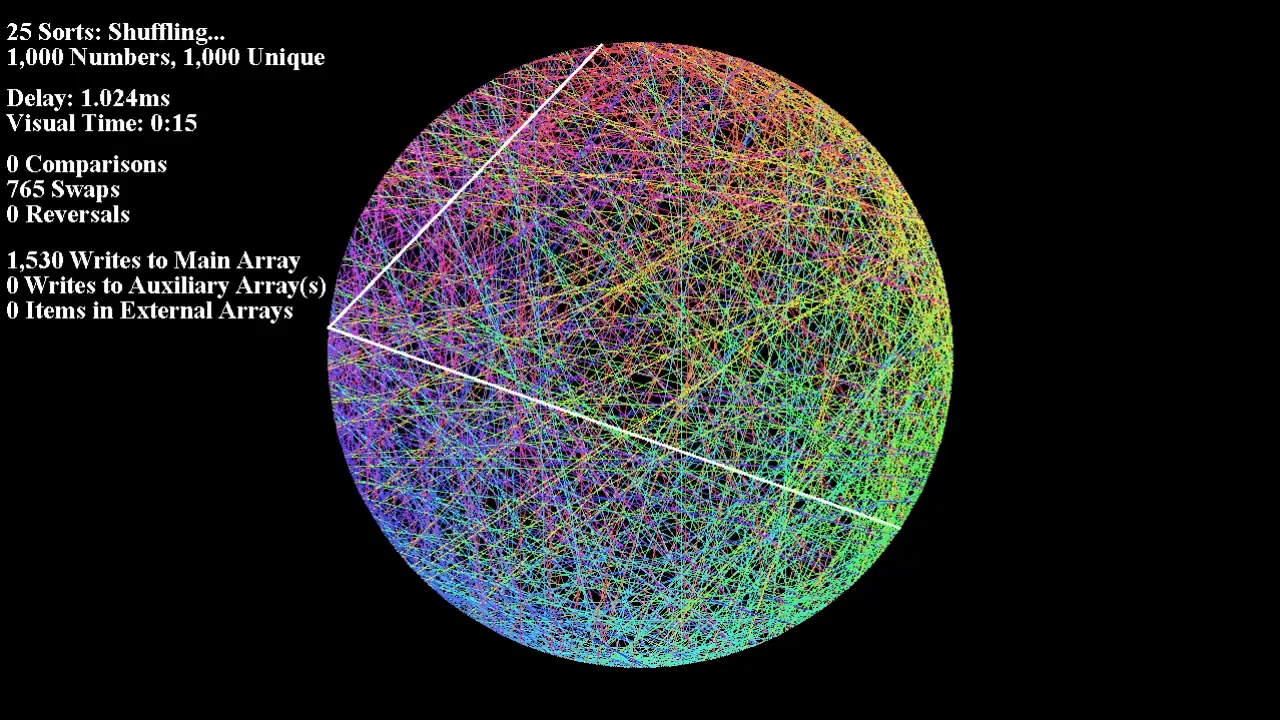 25 Sorts: Shuffling...
1,000 Numbers, 1,000 Unique
Delay: 1.024ms
Visual Time: 0:15
0 Comparisons
765 Swaps
0 Reversals
1,530 Writes to Main Array
0 Writes to Auxiliary Array(s)
0 Items in External Arrays